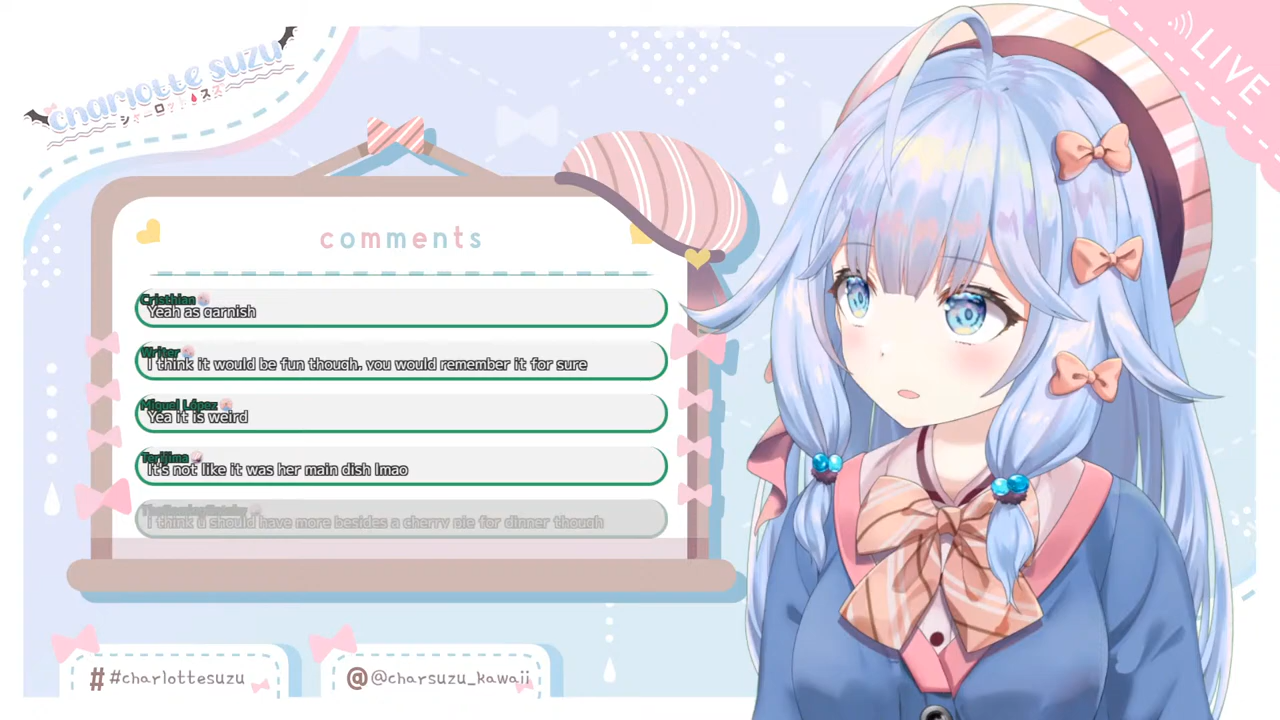 charlotte suzu
シャーロットスズ
LIVE
comments
Cristhian
Yeah as garnish
Writer
I think it would be fun though. you would remember it for sure
Miguel López
Yea it is weird
Terijima
It's not like it was her main dish lmao
I think u should have more besides a cherry pie for dinner though
# #charlottesuzu
@ @charsuzu_kawaii